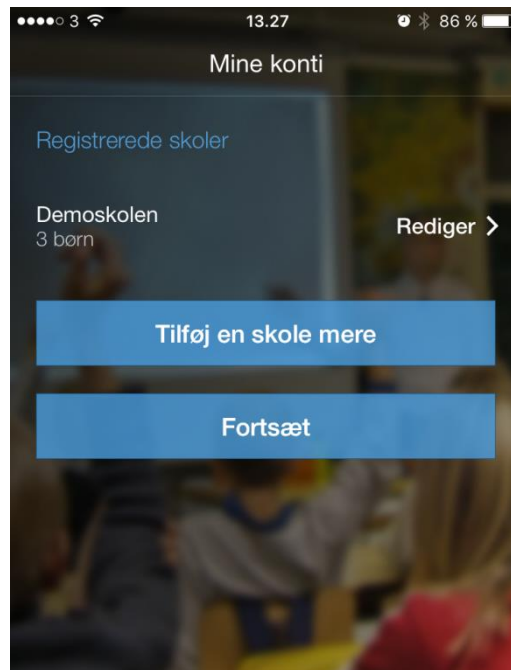 3 13.27 86 %
Mine konti
Registrerede skoler
Demoskolen
3 børn
Rediger
Tilføj en skole mere
Fortsæt